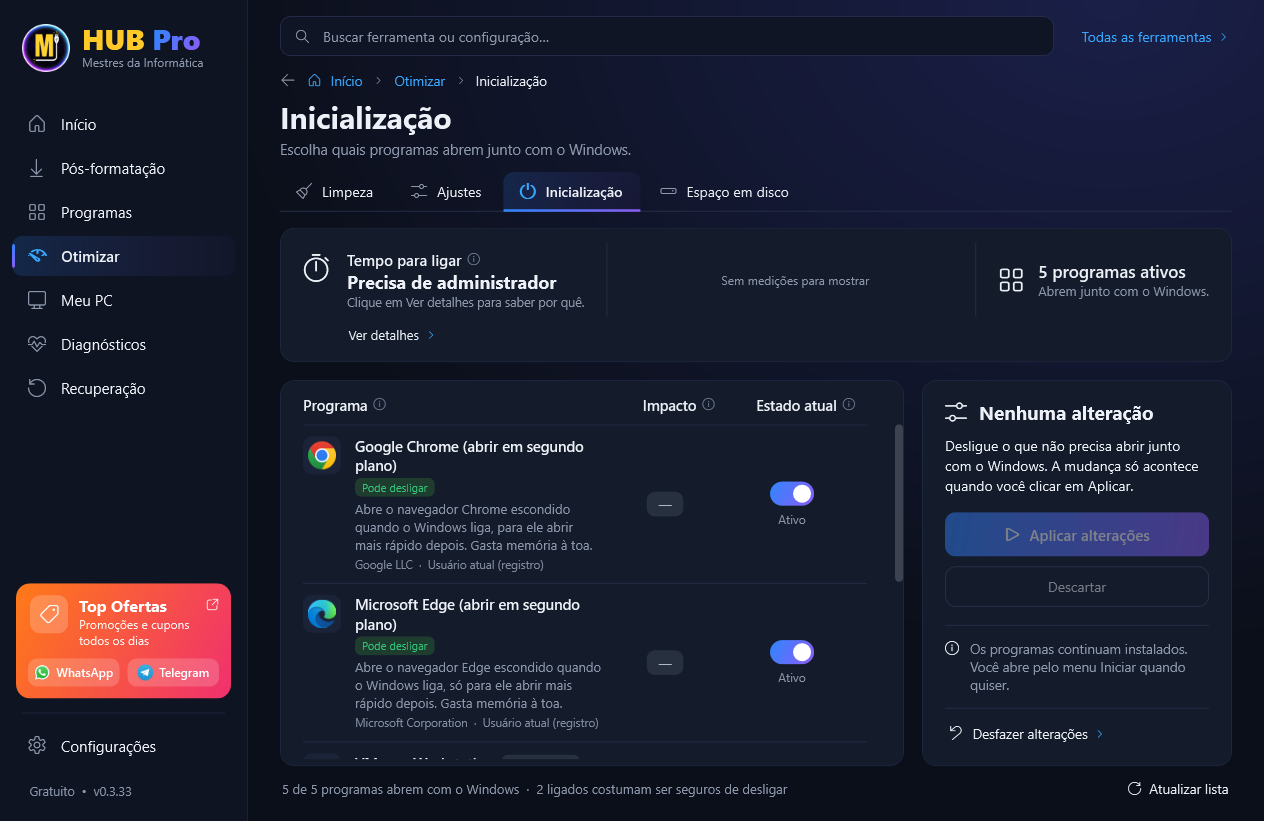 HUB Pro
Mestres da Informática
Início
Pós-formatação
Programas
Otimizar
Meu PC
Diagnósticos
Recuperação
Top Ofertas
Promoções e cupons
todos os dias
WhatsApp
Telegram
Configurações
Gratuito • v0.3.33
Buscar ferramenta ou configuração...
Todas as ferramentas
Início
Otimizar
Inicialização
Inicialização
Escolha quais programas abrem junto com o Windows.
Limpeza
Ajustes
Inicialização
Espaço em disco
Tempo para ligar
Precisa de administrador
Clique em Ver detalhes para saber por quê.
Ver detalhes
Sem medições para mostrar
5 programas ativos
Abrem junto com o Windows.
Programa
Impacto
Estado atual
Google Chrome (abrir em segundo
plano)
Pode desligar
Abre o navegador Chrome escondido
quando o Windows liga, para ele abrir
mais rápido depois. Gasta memória à toa.
Google LLC · Usuário atual (registro)
—
Ativo
Microsoft Edge (abrir em segundo
plano)
Pode desligar
Abre o navegador Edge escondido quando
o Windows liga, só para ele abrir mais
rápido depois. Gasta memória à toa.
Microsoft Corporation · Usuário atual (registro)
—
Ativo
Nenhuma alteração
Desligue o que não precisa abrir junto
com o Windows. A mudança só acontece
quando você clicar em Aplicar.
Aplicar alterações
Descartar
Os programas continuam instalados.
Você abre pelo menu Iniciar quando
quiser.
Desfazer alterações
5 de 5 programas abrem com o Windows · 2 ligados costumam ser seguros de desligar
Atualizar lista